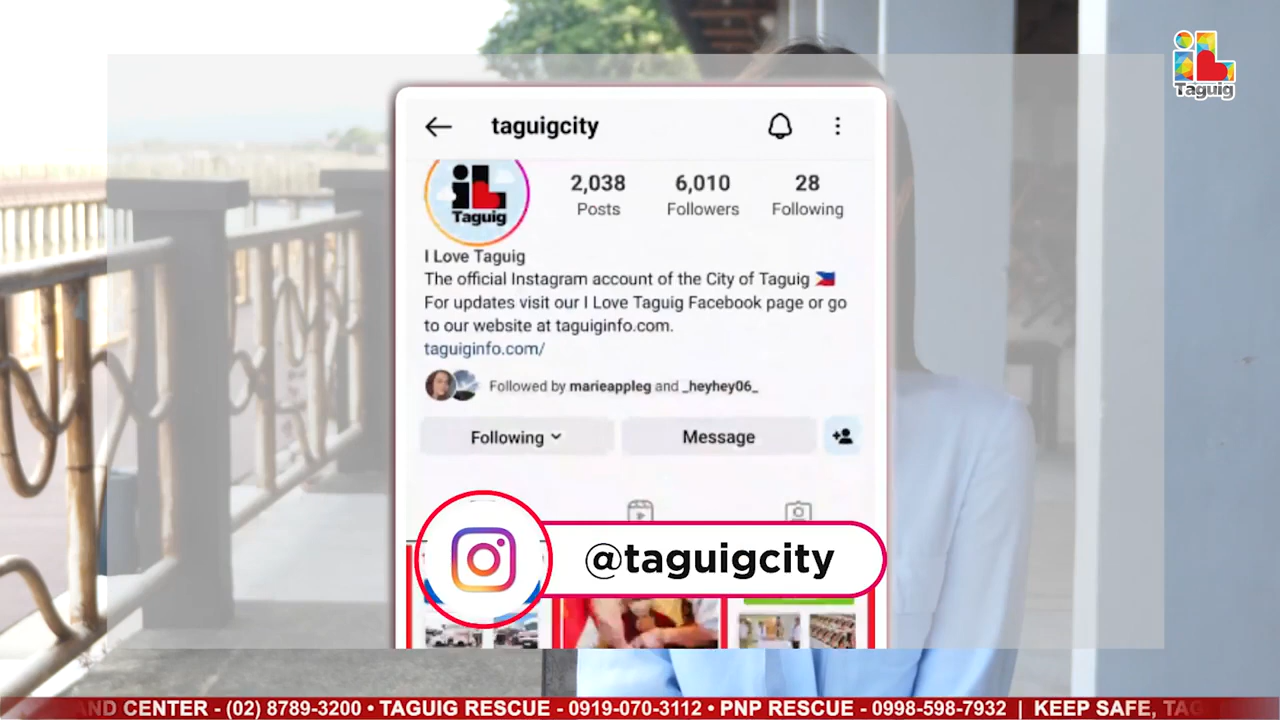 iL
Taguig
taguigcity
iL
Taguig
2,038 6,010 28
Posts Followers Following
I Love Taguig
The official Instagram account of the City of Taguig 🇵🇭
For updates visit our I Love Taguig Facebook page or go
to our website at taguiginfo.com.
taguiginfo.com/
Followed by marieappleg and _heyhey06_
Following Message
@taguigcity
AND CENTER - (02) 8789-3200 • TAGUIG RESCUE - 0919-070-3112 • PNP RESCUE - 0998-598-7932 | KEEP SAFE, TAG